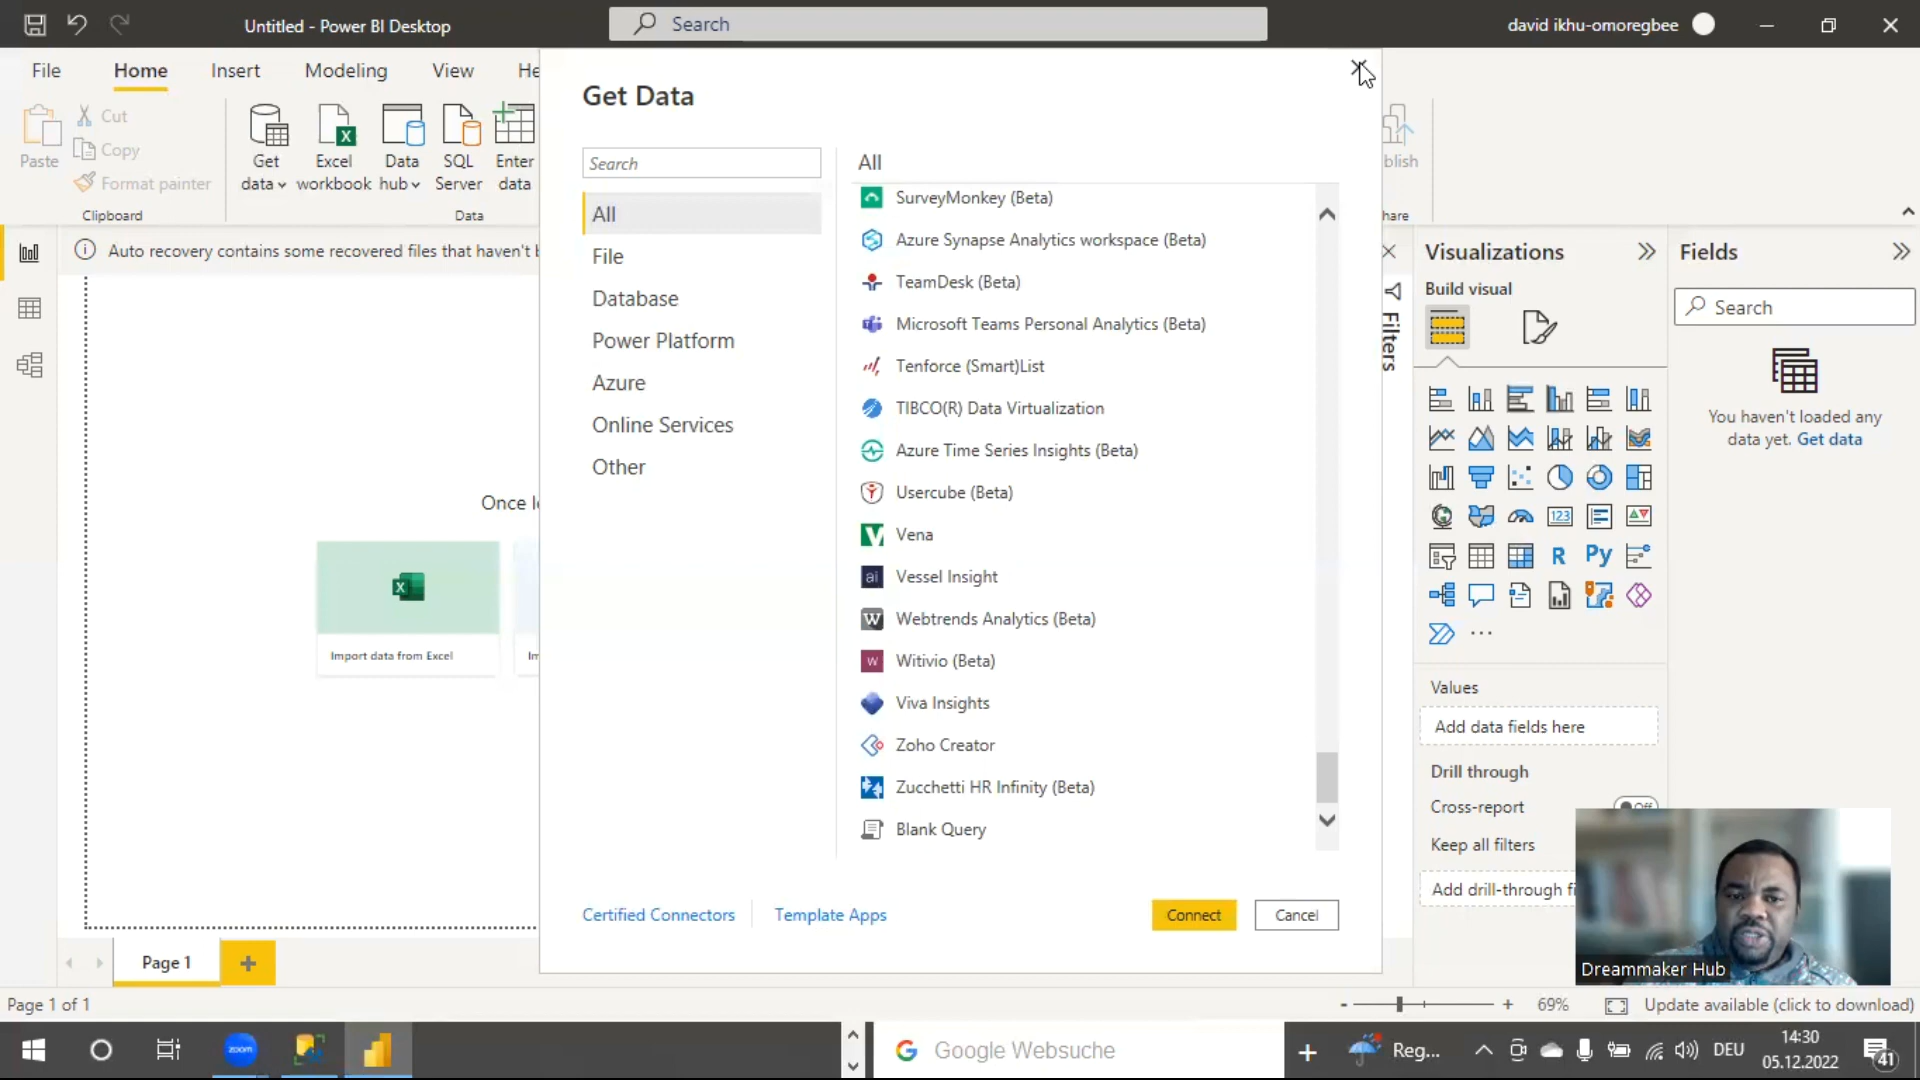 Untitled - Power BI Desktop
Search
david ikhu-omoregbee
File
Home
Insert
Modeling
View
He
Paste
Cut
Copy
Format painter
Clipboard
Get data
Excel workbook
Data hub
SQL Server
Enter data
Data
blish
hare
Auto recovery contains some recovered files that haven't b
Get Data
Search
All
File
Database
Power Platform
Azure
Online Services
Other
All
SurveyMonkey (Beta)
Azure Synapse Analytics workspace (Beta)
TeamDesk (Beta)
Microsoft Teams Personal Analytics (Beta)
Tenforce (Smart)List
TIBCO(R) Data Virtualization
Azure Time Series Insights (Beta)
Usercube (Beta)
Vena
Vessel Insight
Webtrends Analytics (Beta)
Witivio (Beta)
Viva Insights
Zoho Creator
Zucchetti HR Infinity (Beta)
Blank Query
Certified Connectors
Template Apps
Connect
Cancel
Once l
Import data from Excel
Im
Filters
Visualizations
Build visual
123
R
Py
Values
Add data fields here
Drill through
Cross-report
Off
Keep all filters
Add drill-through fi
Fields
Search
You haven't loaded any
data yet. Get data
Dreammaker Hub
Page 1
Page 1 of 1
69%
Update available (click to download)
zoom
Google Websuche
Reg...
DEU
14:30
05.12.2022
41